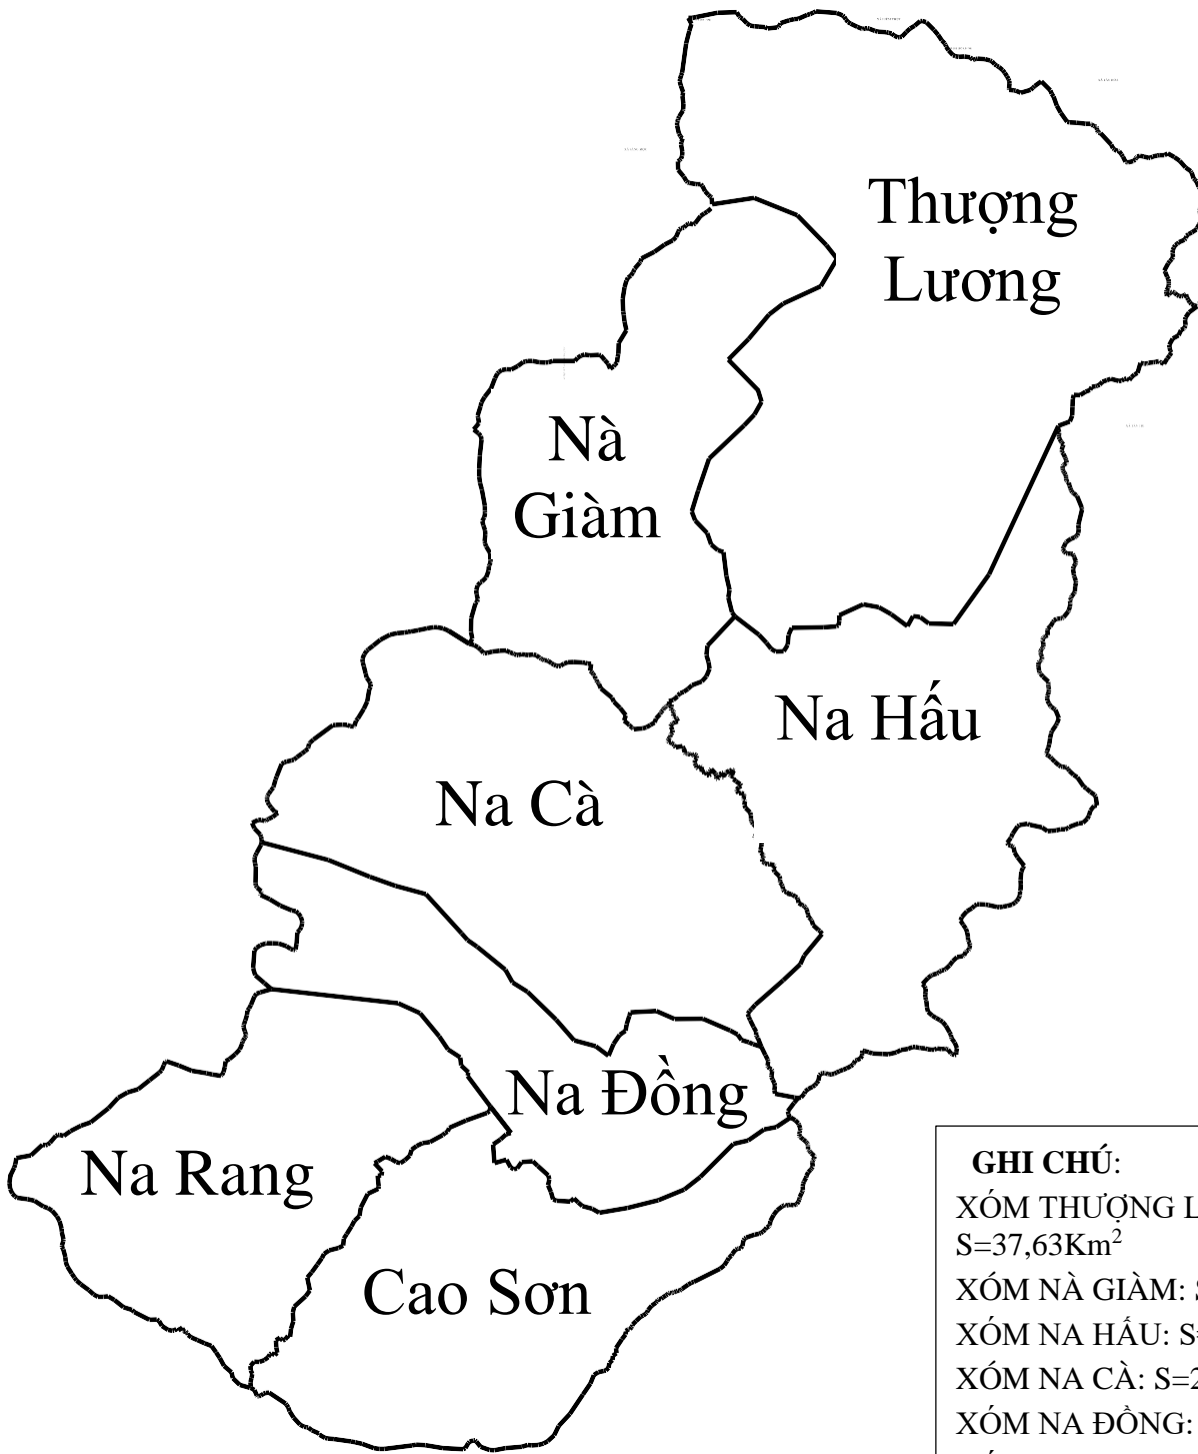 Thượng
Lương
Nà
Giàm
Na Hấu
Na Cà
Na Đồng
Na Rang
Cao Sơn
GHI CHÚ:
XÓM THƯỢNG L
S=37,63Km²
XÓM NÀ GIÀM: S
XÓM NA HẤU: S=
XÓM NA CÀ: S=2
XÓM NA ĐỒNG: